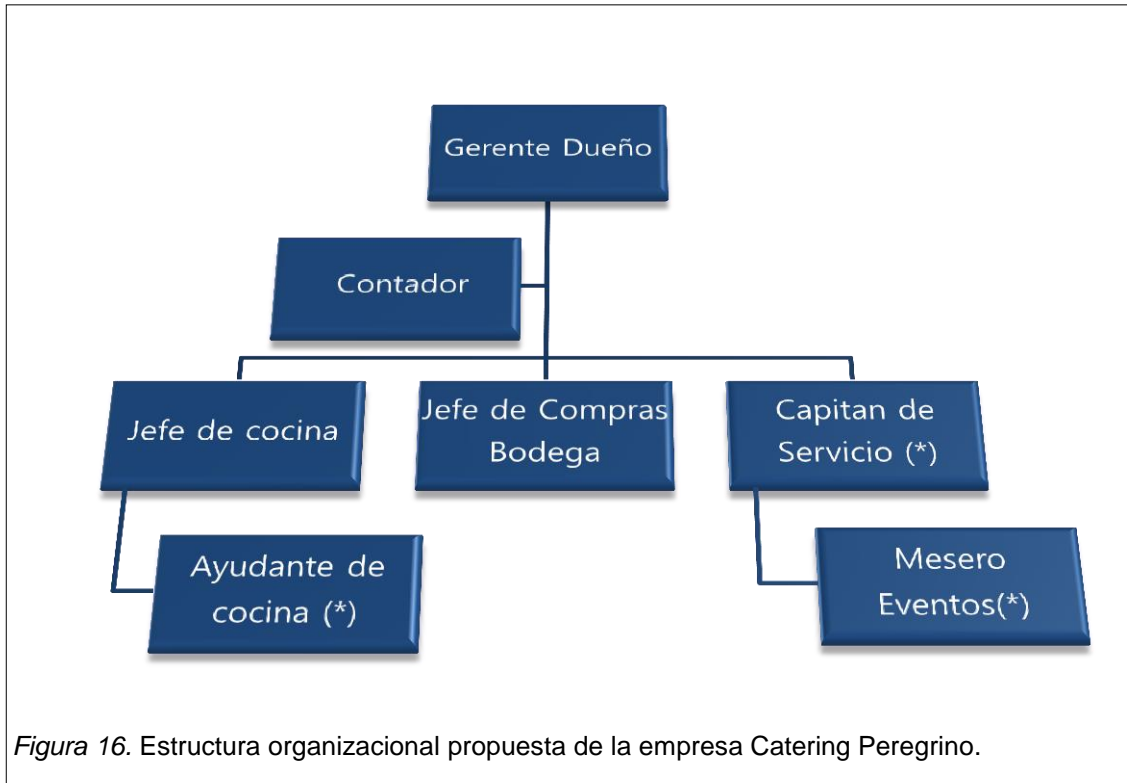 Gerente Dueño
Contador
Jefe de cocina
Jefe de Compras
Bodega
Capitan de
Servicio (*)
Ayudante de
cocina (*)
Mesero
Eventos(*)
Figura 16. Estructura organizacional propuesta de la empresa Catering Peregrino.